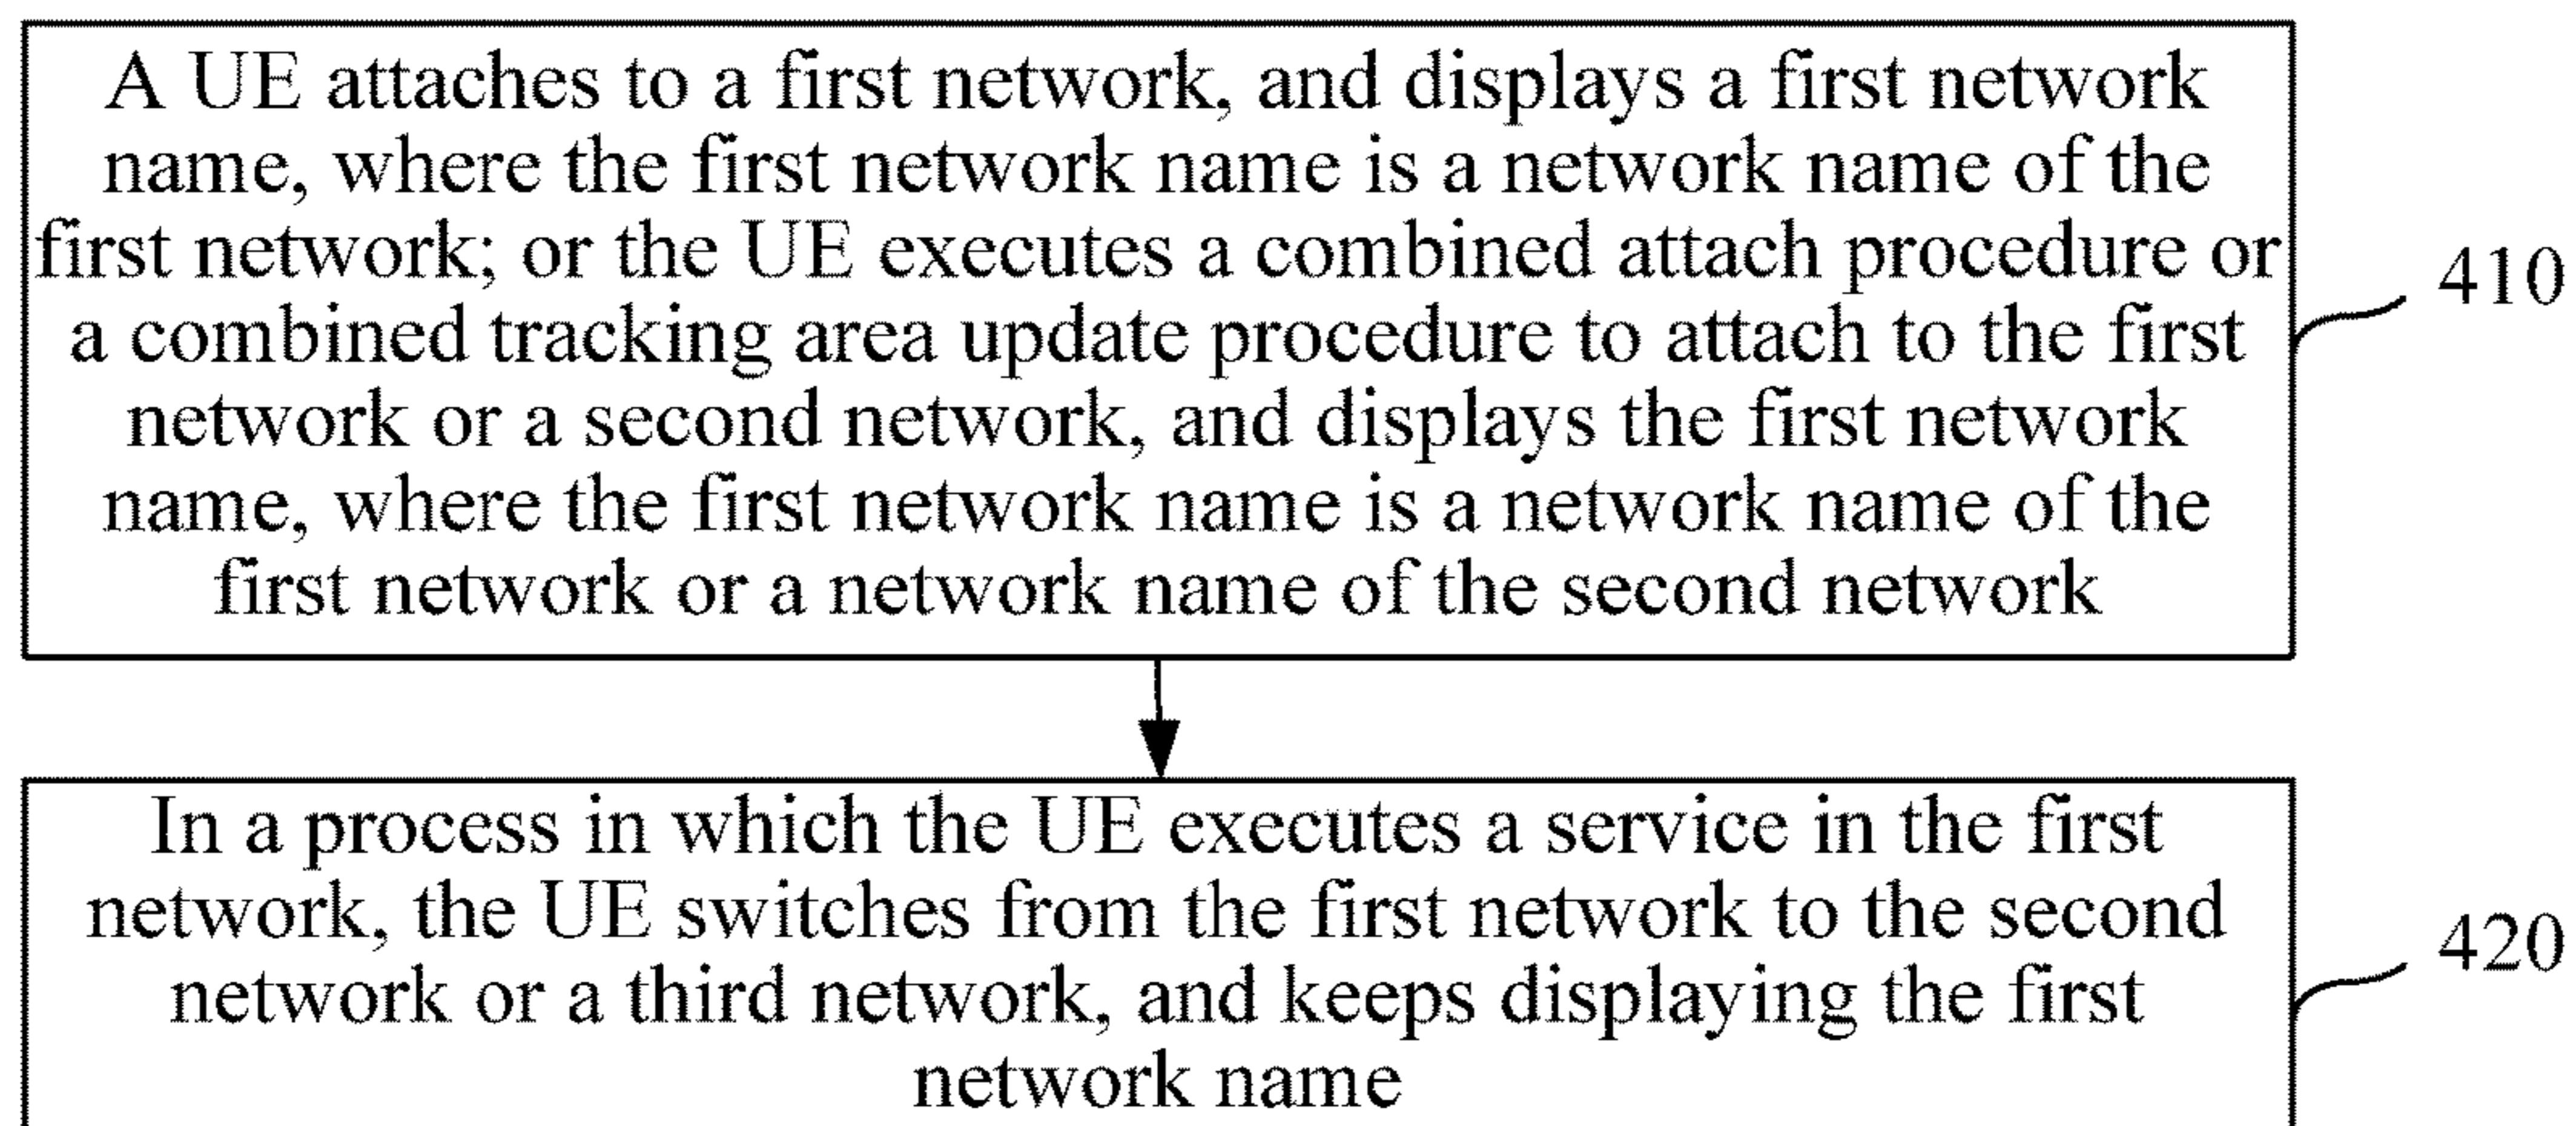 A UE attaches to a first network, and displays a first network
name, where the first network name is a network name of the
first network; or the UE executes a combined attach procedure or
a combined tracking area update procedure to attach to the first
network or a second network, and displays the first network
name, where the first network name is a network name of the
first network or a network name of the second network
410
In a process in which the UE executes a service in the first
network, the UE switches from the first network to the second
network or a third network, and keeps displaying the first
network name
420